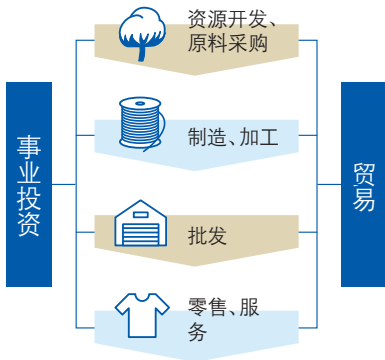 资源开发、
原料采购
制造、加工
事业投资
贸易
批发
零售、服
务